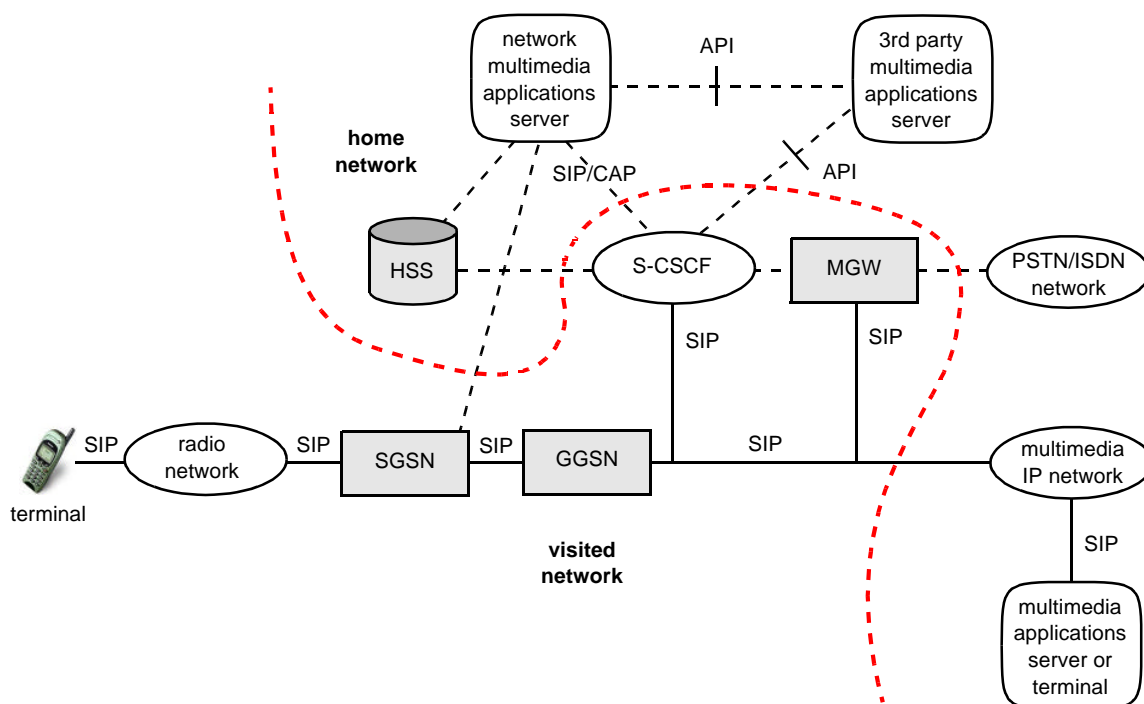 network
multimedia
applications
server
API
3rd party
multimedia
applications
server
home
network
SIP/CAP
API
HSS
S-CSCF
MGW
PSTN/ISDN
network
SIP
SIP
SIP
radio
network
SIP
SGSN
SIP
GGSN
SIP
multimedia
IP network
terminal
visited
network
SIP
multimedia
applications
server or
terminal